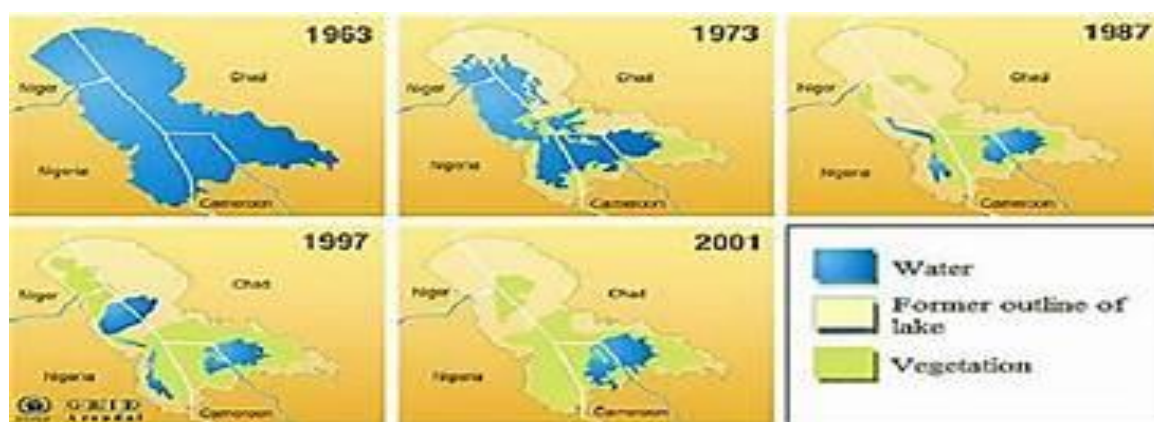 1963
Niger
Chad
Nigeria
Cameroon
1973
Niger
Chad
Nigeria
Cameroon
1987
Niger
Chad
Nigeria
Cameroon
1997
Niger
Chad
Nigeria
Cameroon
GRID
Arendal
2001
Niger
Chad
Nigeria
Cameroon
Water
Former outline of
lake
Vegetation